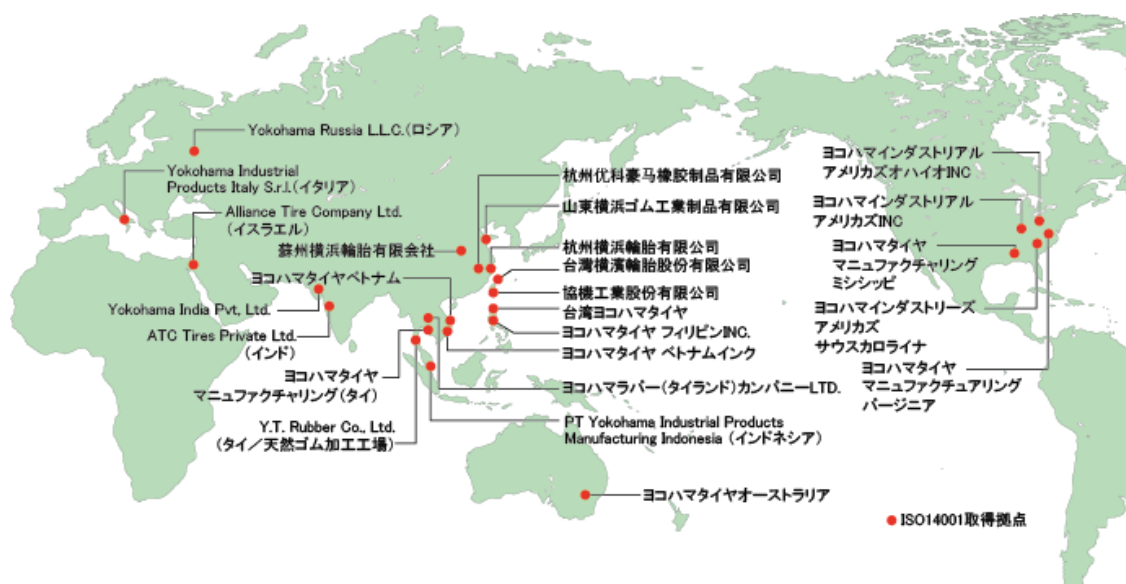 Yokohama Russia L.L.C.(ロシア)
Yokohama Industrial
Products Italy S.r.l.(イタリア)
Alliance Tire Company Ltd.
(イスラエル)
蘇州横浜輪胎有限会社
ヨコハマタイヤベトナム
Yokohama India Pvt. Ltd.
ATC Tires Private Ltd.
(インド)
ヨコハマタイヤ
マニュファクチャリング(タイ)
Y.T. Rubber Co., Ltd.
(タイ/天然ゴム加工工場)
杭州优科豪马橡胶制品有限公司
山東横浜ゴム工業制品有限公司
杭州横浜輪胎有限公司
台灣横濱輪胎股份有限公司
協機工業股份有限公司
台湾ヨコハマタイヤ
ヨコハマタイヤ フィリピンINC.
ヨコハマタイヤ ベトナムインク
ヨコハマラバー(タイランド)カンパニーLTD.
PT Yokohama Industrial Products
Manufacturing Indonesia (インドネシア)
ヨコハマタイヤオーストラリア
ヨコハマインダストリアル
アメリカズオハイオINC
ヨコハマインダストリアル
アメリカズINC
ヨコハマタイヤ
マニュファクチャリング
ミシシッピ
ヨコハマインダストリーズ
アメリカズ
サウスカロライナ
ヨコハマタイヤ
マニュファクチュアリング
バージニア
ISO14001取得拠点